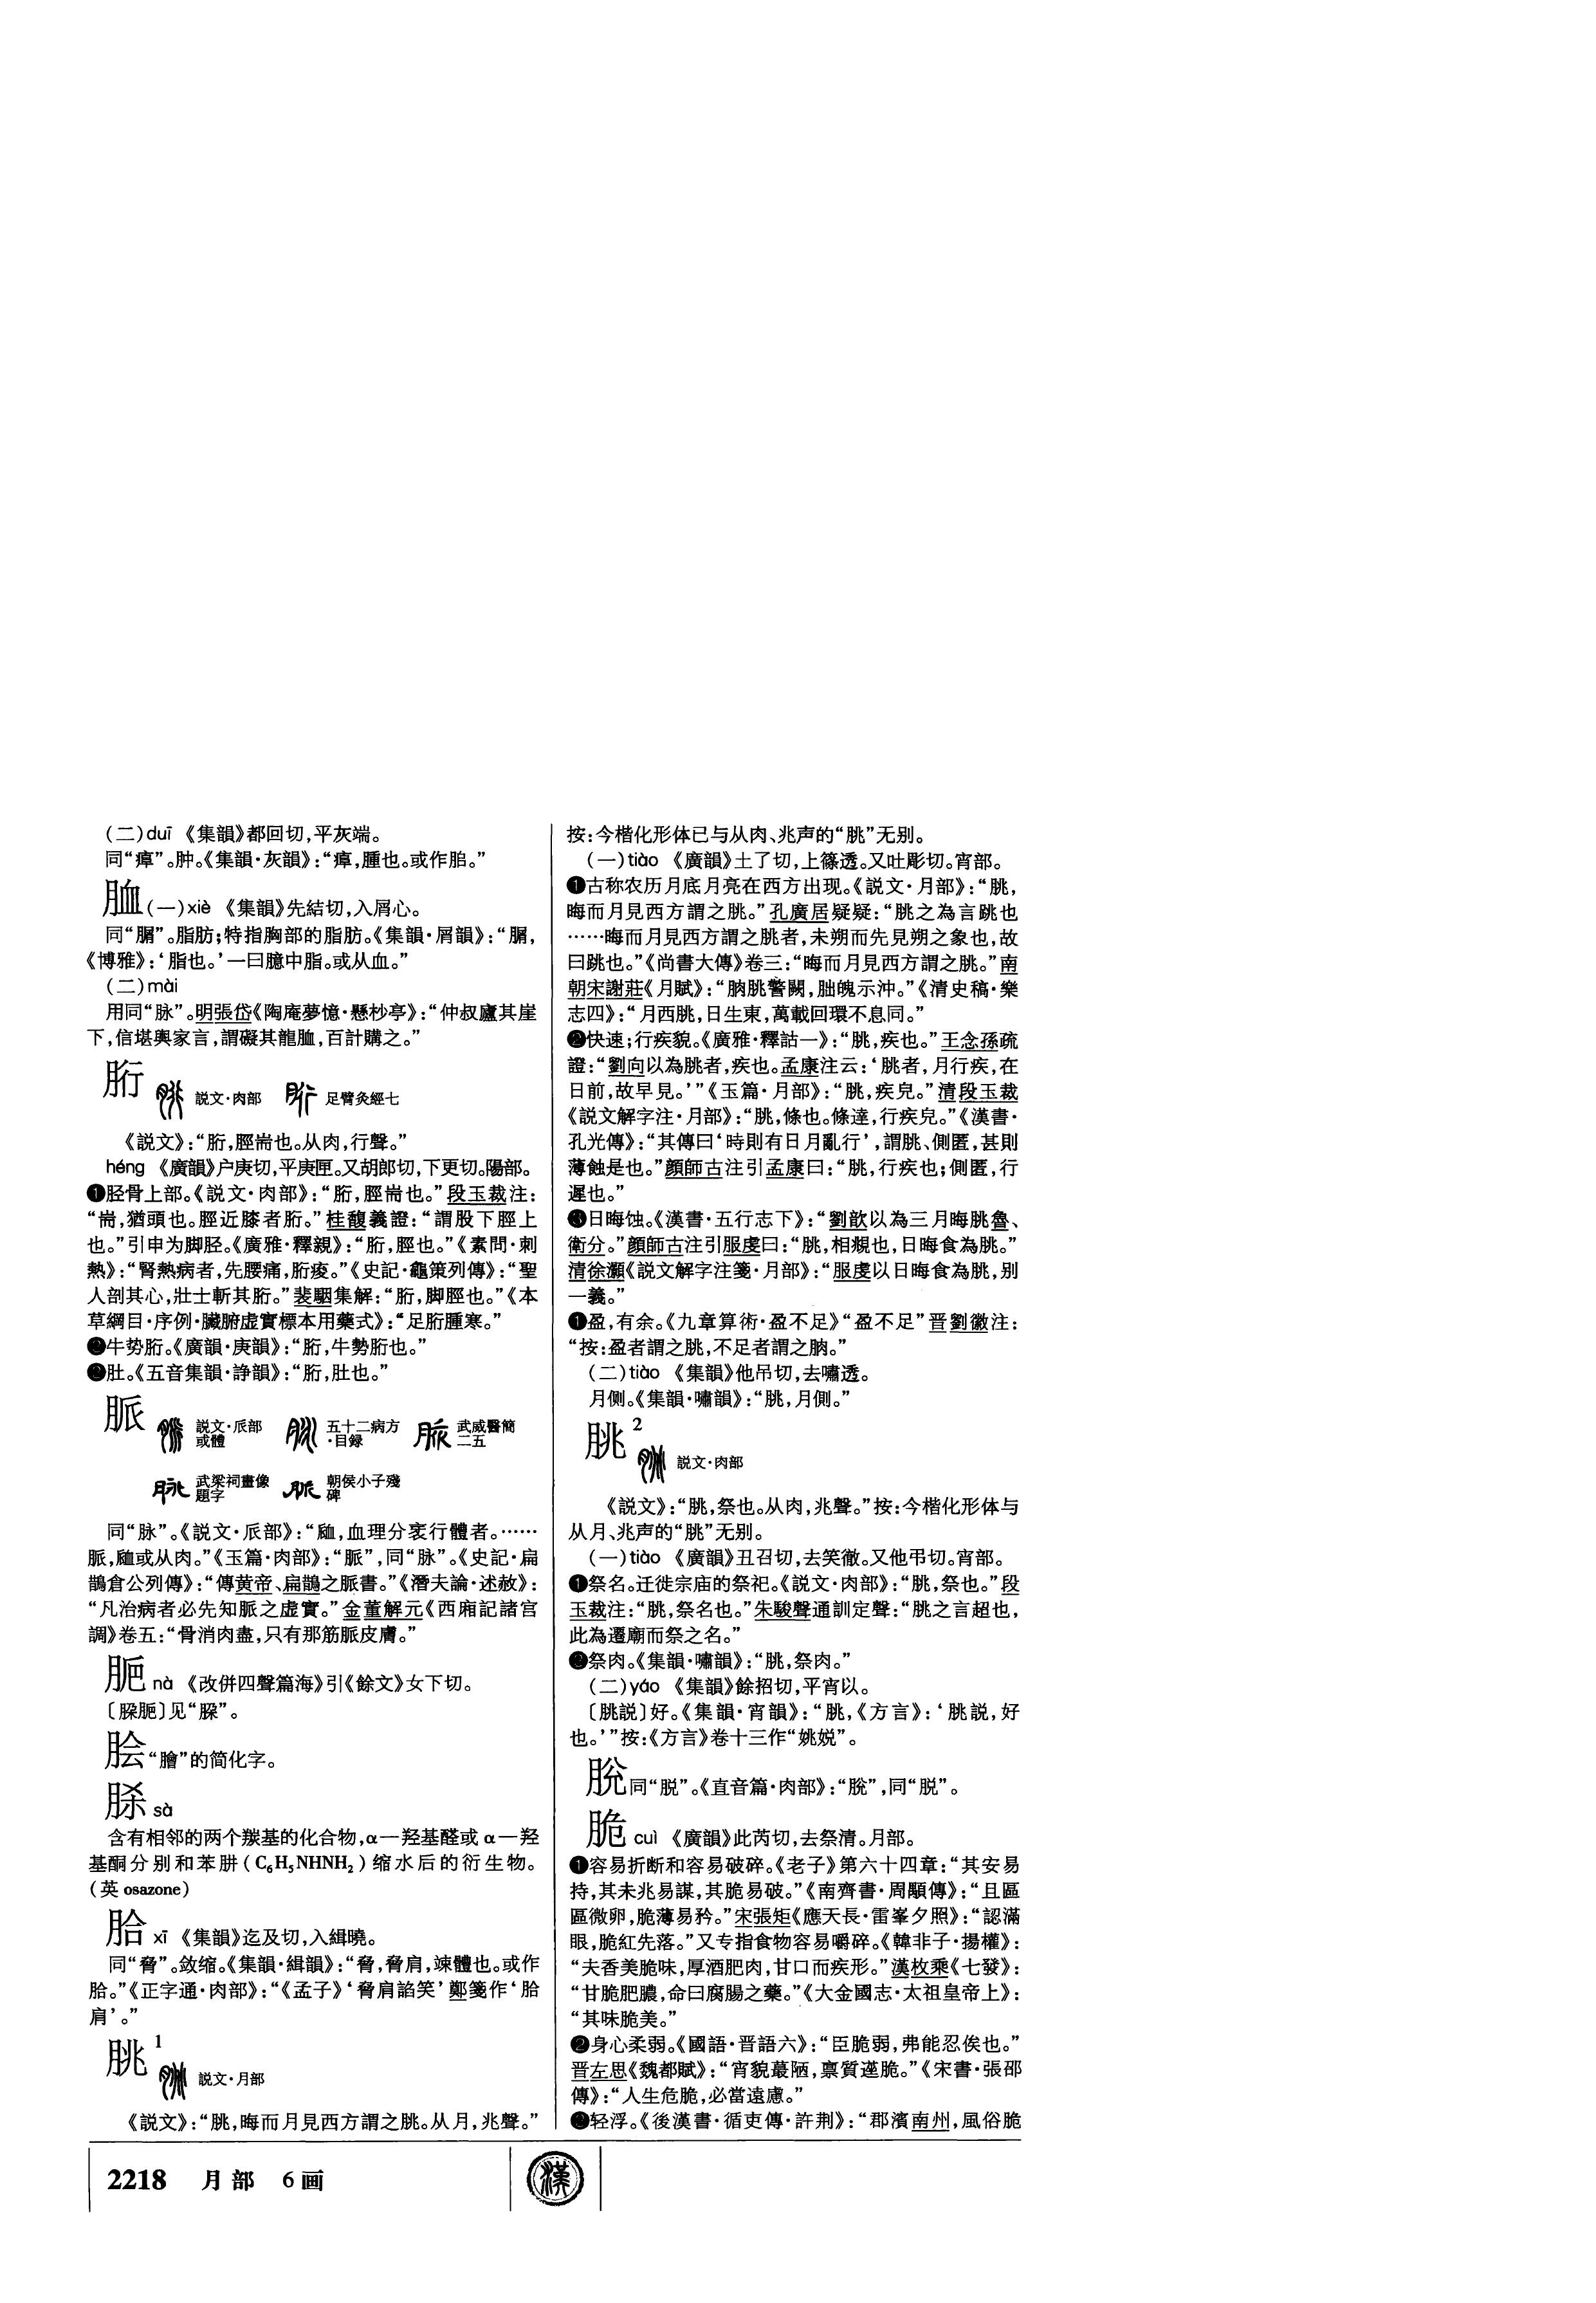 (二)duī 《集韻》都回切,平灰端。
同“㿉”。肿。《集韻·灰韻》:“㿉,腫也。或作脂。”
䘑(一)xiè 《集韻》先結切,入屑心。
同“膟”。脂肪;特指胸部的脂肪。《集韻·屑韻》:“
《博雅》:‘脂也。’一曰臆中脂。或从血。”
(二)mài
用同“脉”。明張岱《陶庵夢憶·懸杪亭》:“仲叔廬其崖
下,信堪輿家言,謂礙其龍衃,百計購之。”
胻 説文·肉部 足臂灸經七
《説文》:“胻,脛耑也。从肉,行聲。”
héng 《廣韻》户庚切,平庚匣。又胡郎切,下更切。陽部。
❶胫骨上部。《説文·肉部》:“胻,脛耑也。”段玉裁注:
“耑,猶頭也。脛近膝者胻。”桂馥義證:“謂股下脛上
也。”引申为脚胫。《廣雅·釋親》:“胻,脛也。”《素問·刺
熱》:“腎熱病者,先腰痛,胻痠。”《史記·龜策列傳》:“聖
人剖其心,壯士斬其胻。”裴駰集解:“胻,脚脛也。”《本
草綱目·序例·臟腑虚實標本用藥式》:“足胻腫寒。”
❷牛势胻。《廣韻·庚韻》:“胻,牛勢胻也。”
❸肚。《五音集韻·諍韻》:“胻,肚也。”
脈 説文·𠂢部或體 五十二病方·目録 武威醫簡二五
武梁祠畫像題字 朝侯小子殘碑
同“脉”。《説文·𠂢部》:“𧖴,血理分衺行體者。……
脈,𧖴或从肉。”《玉篇·肉部》:“脈”,同“脉”。《史記·扁
鵲倉公列傳》:“傳黄帝、扁鵲之脈書。”《潛夫論·述赦》:
“凡治病者必先知脈之虚實。”金董解元《西廂記諸宫
調》卷五:“骨消肉盡,只有那筋脈皮膚。”
nà 《改併四聲篇海》引《餘文》女下切。
脍“膾”的简化字。
脎 sà
含有相邻的两个羰基的化合物,α—羟基醛或α—羟
基酮分别和苯肼(C₆H₅NHNH₂)缩水后的衍生物。
(英 osazone)
胎 xī 《集韻》迄及切,入緝曉。
同“脅”。敛缩。《集韻·緝韻》:“脅,脅肩,竦體也。或作
胎。”《正字通·肉部》:“《孟子》‘脅肩諂笑’鄭箋作‘胎
肩’。”
朓¹ 説文·月部
《説文》:“朓,晦而月見西方謂之朓。从月,兆聲。”
按:今楷化形体已与从肉、兆声的“朓”无别。
(一)tiào 《廣韻》土了切,上篠透。又吐彫切。宵部。
❶古称农历月底月亮在西方出现。《説文·月部》:“朓,
晦而月見西方謂之朓。”孔廣居疑疑:“朓之為言跳也
……晦而月見西方謂之朓者,未朔而先見朔之象也,故
曰跳也。”《尚書大傳》卷三:“晦而月見西方謂之朓。”南
朝宋謝莊《月賦》:“朒朓警闕,朏魄示沖。”《清史稿·樂
志四》:“月西朓,日生東,萬載回環不息同。”
❷快速;行疾貌。《廣雅·釋詁一》:“朓,疾也。”王念孫疏
證:“劉向以為朓者,疾也。孟康注云:‘朓者,月行疾,在
日前,故早見。’”《玉篇·月部》:“朓,疾皃。”清段玉裁
《説文解字注·月部》:“朓,條也。條達,行疾皃。”《漢書·
孔光傳》:“其傳曰‘時則有日月亂行’,謂朓、側匿,甚則
薄蝕是也。”顔師古注引孟康曰:“朓,行疾也;側匿,行
遲也。”
❸日晦蚀。《漢書·五行志下》:“劉歆以為三月晦朓魯、
衛分。”顔師古注引服虔曰:“朓,相覜也,日晦食為朓。”
清徐灝《説文解字注箋·月部》:“服虔以日晦食為朓,别
一義。”
❹盈,有余。《九章算術·盈不足》“盈不足”晋劉徽注:
“按:盈者謂之朓,不足者謂之朒。”
(二)tiào 《集韻》他吊切,去嘯透。
月侧。《集韻·嘯韻》:“朓,月側。”
朓² 説文·肉部
《説文》:“朓,祭也。从肉,兆聲。”按:今楷化形体与
从月、兆声的“朓”无别。
(一)tiào 《廣韻》丑召切,去笑徹。又他弔切。宵部。
❶祭名。迁徙宗庙的祭祀。《説文·肉部》:“朓,祭也。”段
玉裁注:“朓,祭名也。”朱駿聲通訓定聲:“朓之言超也,
此為遷廟而祭之名。”
❷祭肉。《集韻·嘯韻》:“朓,祭肉。”
(二)yáo 《集韻》餘招切,平宵以。
〔朓説〕好。《集韻·宵韻》:“朓,《方言》:‘朓説,好
也。’”按:《方言》卷十三作“姚娧”。
脫同“脱”。《直音篇·肉部》:“脫”,同“脱”。
脆 cuì 《廣韻》此芮切,去祭清。月部。
❶容易折断和容易破碎。《老子》第六十四章:“其安易
持,其未兆易謀,其脆易破。”《南齊書·周顒傳》:“且區
區微卵,脆薄易矜。”宋張矩《應天長·雷峯夕照》:“認滿
眼,脆紅先落。”又专指食物容易嚼碎。《韓非子·揚權》:
“夫香美脆味,厚酒肥肉,甘口而疾形。”漢枚乘《七發》:
“甘脆肥膿,命曰腐腸之藥。”《大金國志·太祖皇帝上》:
“其味脆美。”
❷身心柔弱。《國語·晋語六》:“臣脆弱,弗能忍俟也。”
晋左思《魏都賦》:“宵貌蕞陋,禀質遳脆。”《宋書·張邵
傳》:“人生危脆,必當遠慮。”
❸轻浮。《後漢書·循吏傳·許荆》:“郡濱南州,風俗脆
2218 月部 6画
漢